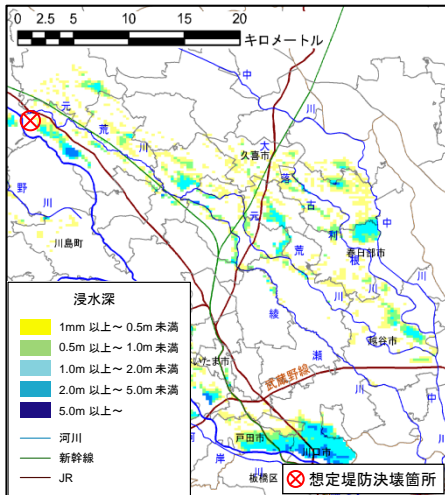 0 2.5 5 10 15 20
キロメートル
中
川
元
荒
川
大
落
古
利
根
川
久喜市
野
川
川島町
元
荒
川
中
川
春日部市
綾
瀬
川
越谷市
武蔵野線
いたま市
戸田市
川口市
岸
川
板橋区
浸水深
1mm 以上～ 0.5m 未満
0.5m 以上～ 1.0m 未満
1.0m 以上～ 2.0m 未満
2.0m 以上～ 5.0m 未満
5.0m 以上～
河川
新幹線
JR
想定堤防決壊箇所